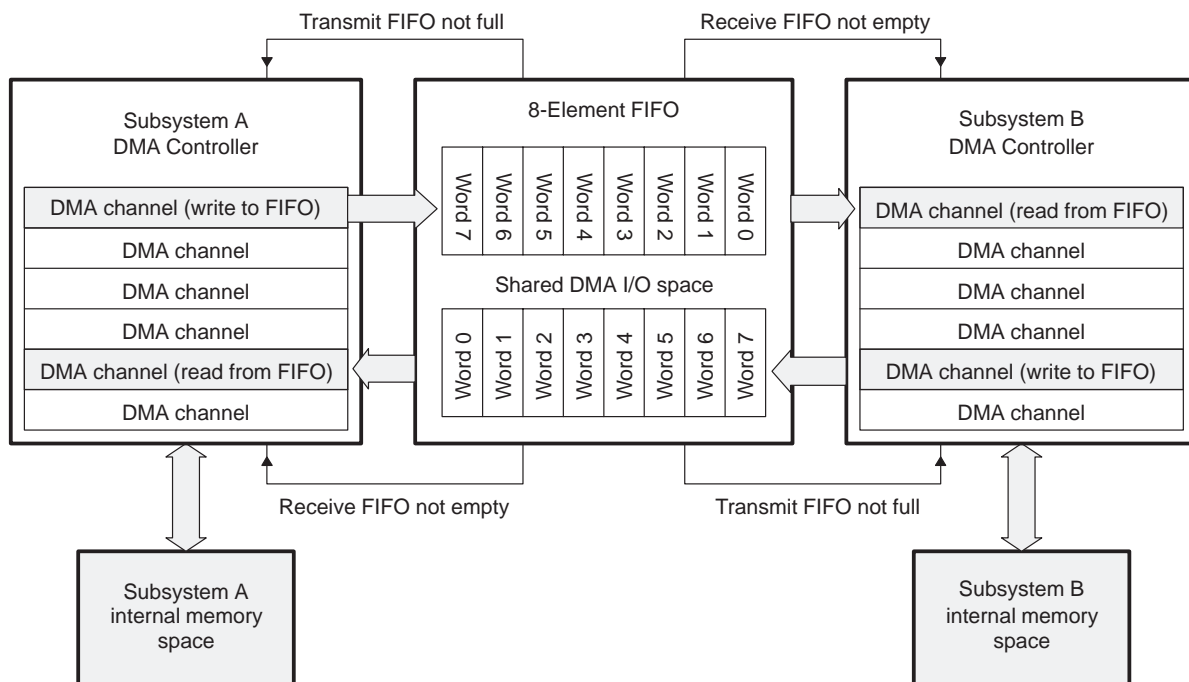 Transmit FIFO not full
Receive FIFO not empty
Subsystem A
DMA Controller
DMA channel (write to FIFO)
DMA channel
DMA channel
DMA channel
DMA channel (read from FIFO)
DMA channel
8-Element FIFO
Word 7
Word 6
Word 5
Word 4
Word 3
Word 2
Word 1
Word 0
Shared DMA I/O space
Word 0
Word 1
Word 2
Word 3
Word 4
Word 5
Word 6
Word 7
Subsystem B
DMA Controller
DMA channel (read from FIFO)
DMA channel
DMA channel
DMA channel
DMA channel (write to FIFO)
DMA channel
Receive FIFO not empty
Transmit FIFO not full
Subsystem A
internal memory
space
Subsystem B
internal memory
space